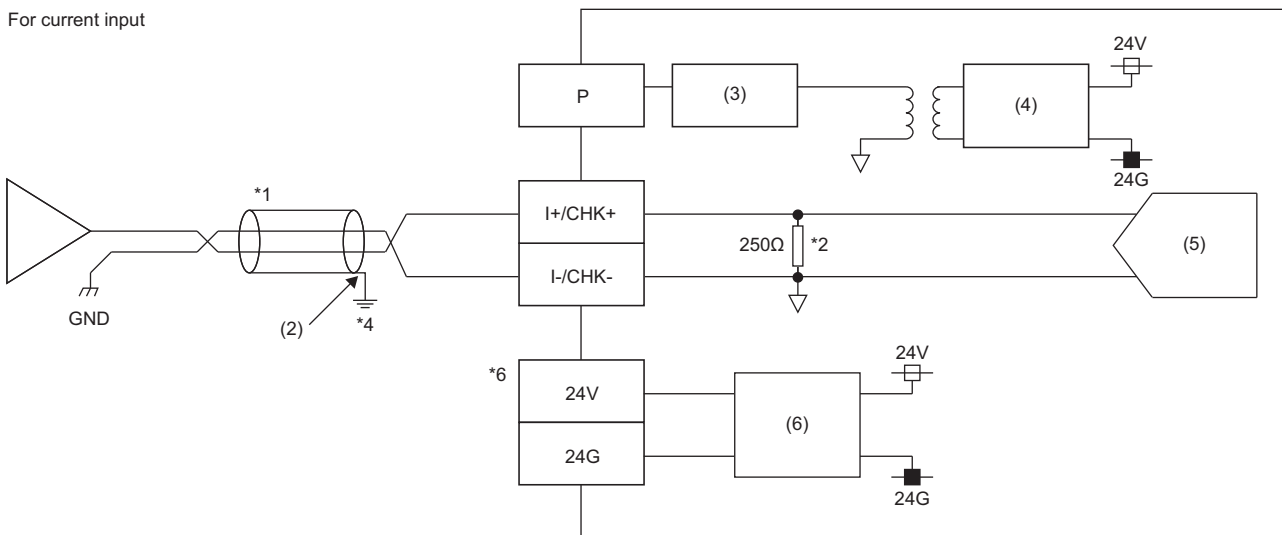 For current input
24V
P
(3)
(4)
24G
*1
I+/CHK+
250Ω
*2
(5)
I-/CHK-
GND
(2)
*4
*6
24V
24V
(6)
24G
24G